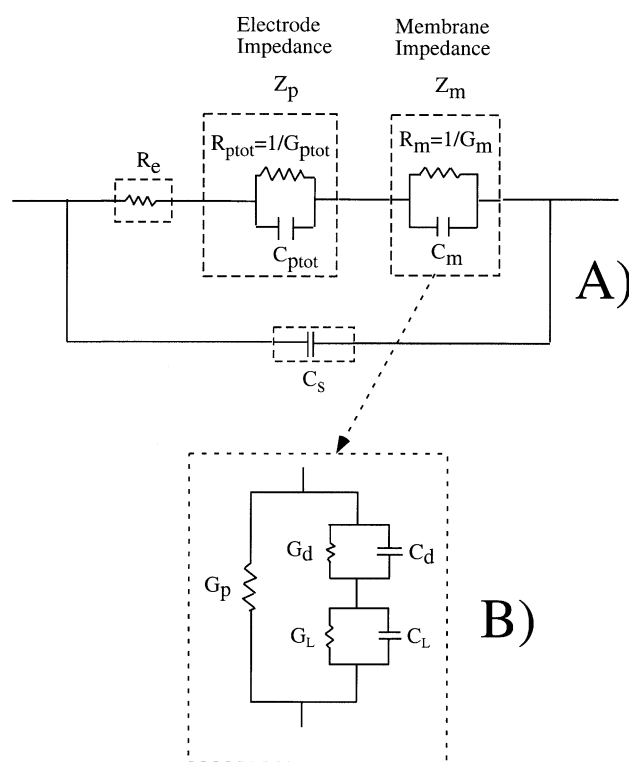 Electrode
Impedance
Zp
Membrane
Impedance
Zm
Re
Rptot=1/Gptot
Cptot
Rm=1/Gm
Cm
A)
Cs
Gp
Gd
Cd
GL
CL
B)